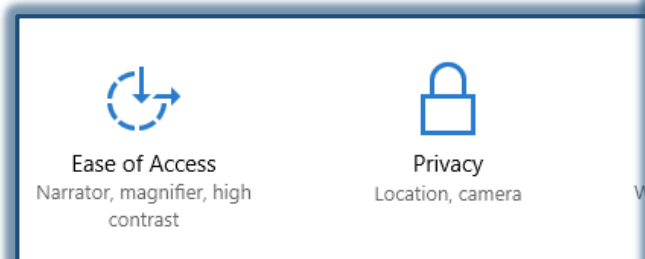 Ease of Access
Narrator, magnifier, high
contrast
Privacy
Location, camera